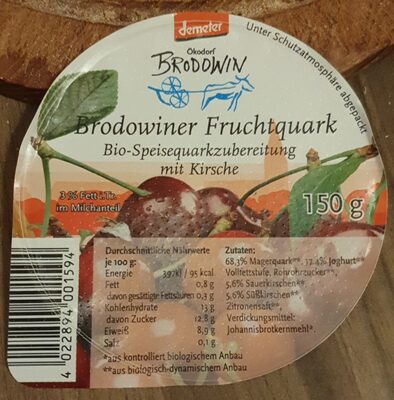 demeter
Ökodorf
BRODOWIN
Unter Schutzatmosphäre abgepackt
Brodowiner Fruchtquark
Bio-Speisequarkzubereitung
mit Kirsche
3 % Fett i.Tr.
im Milchanteil
150 g
Durchschnittliche Nährwerte
je 100 g:
Energie 397kJ / 95 kcal
Fett 0,8 g
davon gesättigte Fettsäuren 0,3 g
Kohlenhydrate 13 g
davon Zucker 12,8 g
Eiweiß 8,9 g
Salz 0,1 g
*aus kontrolliert biologischem Anbau
**aus biologisch-dynamischem Anbau
Zutaten:
68,3% Magerquark**, 17,4% Joghurt**
Vollfettstufe, Rohrohrzucker**,
5,6% Sauerkirschen*,
5,6% Süßkirschen**,
Zitronensaft**,
Verdickungsmittel:
Johannisbrotkernmehl*.
4 022894 001594